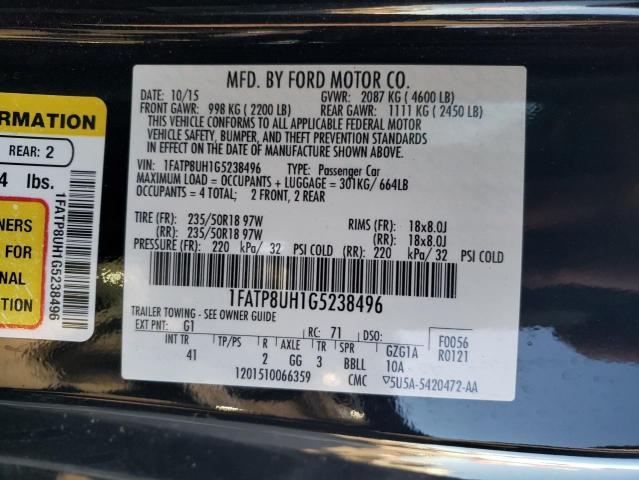 FORMATION
REAR: 2
4 lbs.
NERS
FOR
NAL
ON
1FATP8UH1G5238496
MFD. BY FORD MOTOR CO.
10/15 GVWR: 2087 KG ( 4600 LB)
FRONT GAWR: 998 KG ( 2200 LB) REAR GAWR: 1111 KG ( 2450 LB)
THIS VEHICLE CONFORMS TO ALL APPLICABLE FEDERAL MOTOR
VEHICLE SAFETY, BUMPER, AND THEFT PREVENTION STANDARDS
IN EFFECT ON THE DATE OF MANUFACTURE SHOWN ABOVE.
VIN: 1FATP8UH1G5238496 TYPE: Passenger Car
MAXIMUM LOAD = OCCUPANTS + LUGGAGE = 301KG/ 664LB
OCCUPANTS = 4 TOTAL; 2 FRONT, 2 REAR
TIRE (FR): 235/50R18 97W RIMS (FR): 18x8.0J
(RR): 235/50R18 97W (RR): 18x8.0J
PRESSURE (FR): 220 kPa/ 32 PSI COLD (RR): 220 kPa/ 32 PSI COLD
1FATP8UH1G5238496
TRAILER TOWING - SEE OWNER GUIDE
EXT PNT: G1 RC: 71 DSO: F0056
INT TR TP/PS R AXLE TR SPR GZG1A R0121
41 2 GG 3 BBLL 10A
1201510066359 CMC 5U5A-5420472-AA